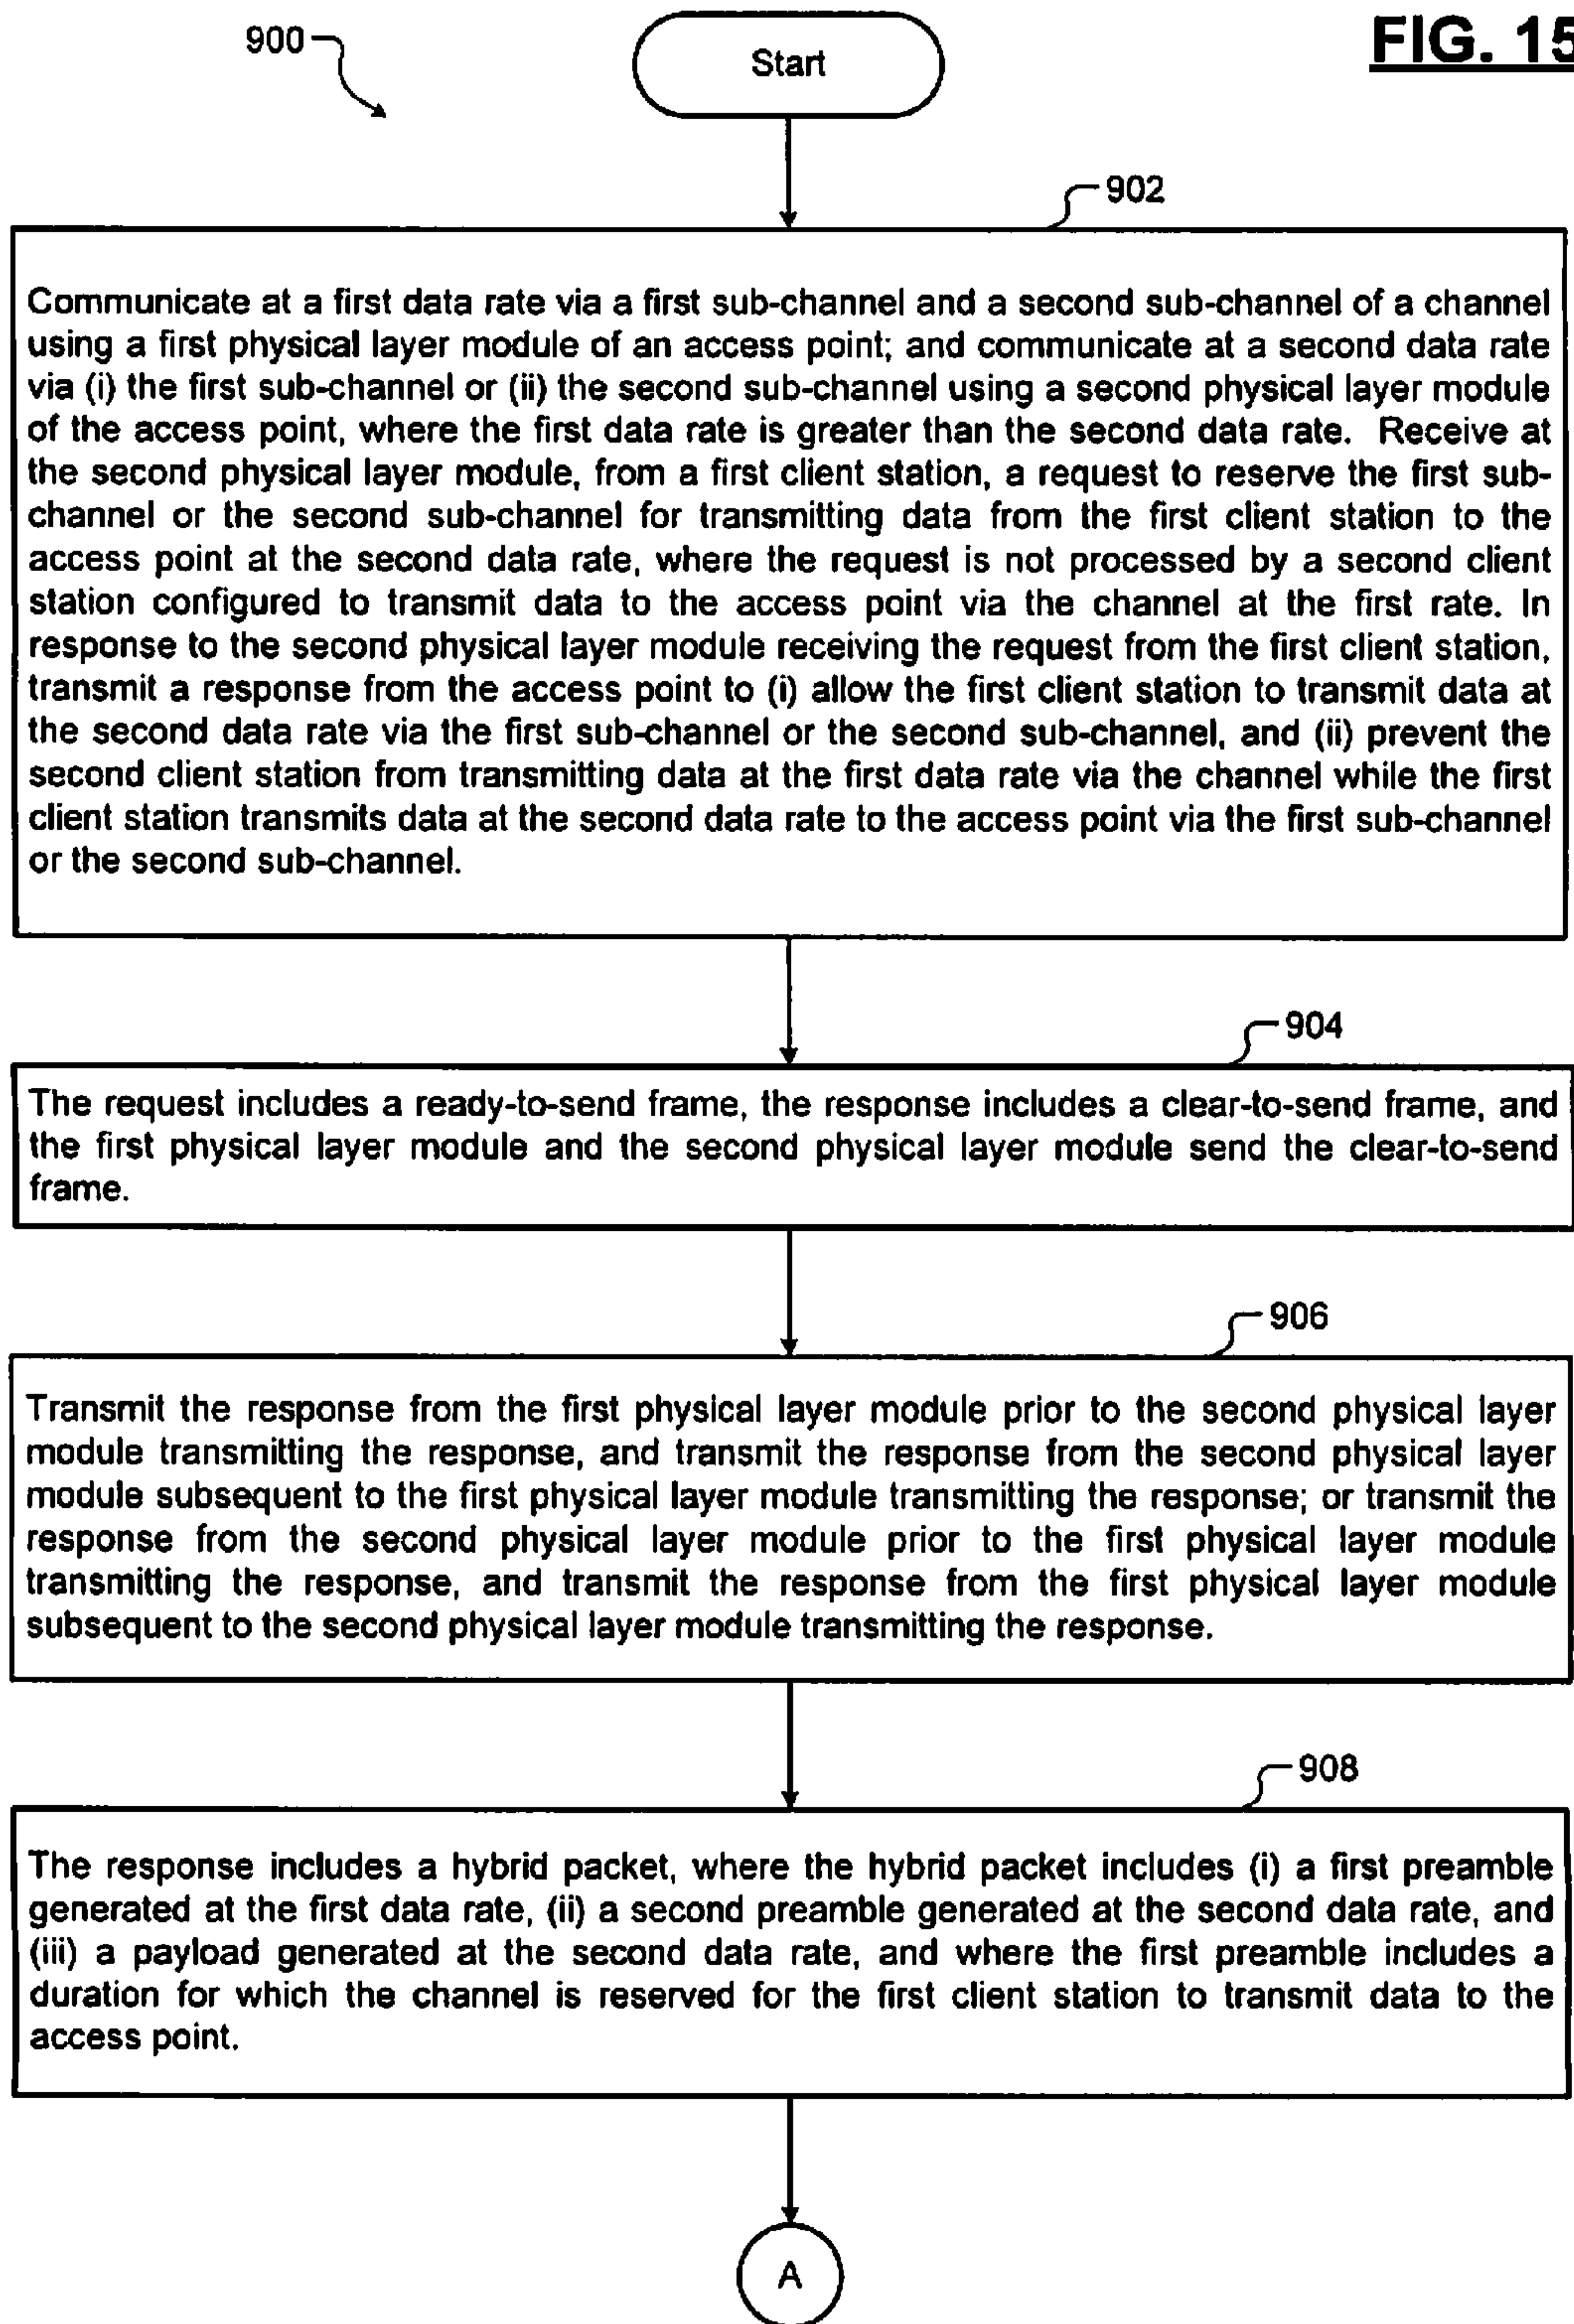 900
Start
FIG. 15
902
Communicate at a first data rate via a first sub-channel and a second sub-channel of a channel
using a first physical layer module of an access point; and communicate at a second data rate
via (i) the first sub-channel or (ii) the second sub-channel using a second physical layer module
of the access point, where the first data rate is greater than the second data rate. Receive at
the second physical layer module, from a first client station, a request to reserve the first sub-
channel or the second sub-channel for transmitting data from the first client station to the
access point at the second data rate, where the request is not processed by a second client
station configured to transmit data to the access point via the channel at the first rate. In
response to the second physical layer module receiving the request from the first client station,
transmit a response from the access point to (i) allow the first client station to transmit data at
the second data rate via the first sub-channel or the second sub-channel, and (ii) prevent the
second client station from transmitting data at the first data rate via the channel while the first
client station transmits data at the second data rate to the access point via the first sub-channel
or the second sub-channel.
904
The request includes a ready-to-send frame, the response includes a clear-to-send frame, and
the first physical layer module and the second physical layer module send the clear-to-send
frame.
906
Transmit the response from the first physical layer module prior to the second physical layer
module transmitting the response, and transmit the response from the second physical layer
module subsequent to the first physical layer module transmitting the response; or transmit the
response from the second physical layer module prior to the first physical layer module
transmitting the response, and transmit the response from the first physical layer module
subsequent to the second physical layer module transmitting the response.
908
The response includes a hybrid packet, where the hybrid packet includes (i) a first preamble
generated at the first data rate, (ii) a second preamble generated at the second data rate, and
(iii) a payload generated at the second data rate, and where the first preamble includes a
duration for which the channel is reserved for the first client station to transmit data to the
access point.
A